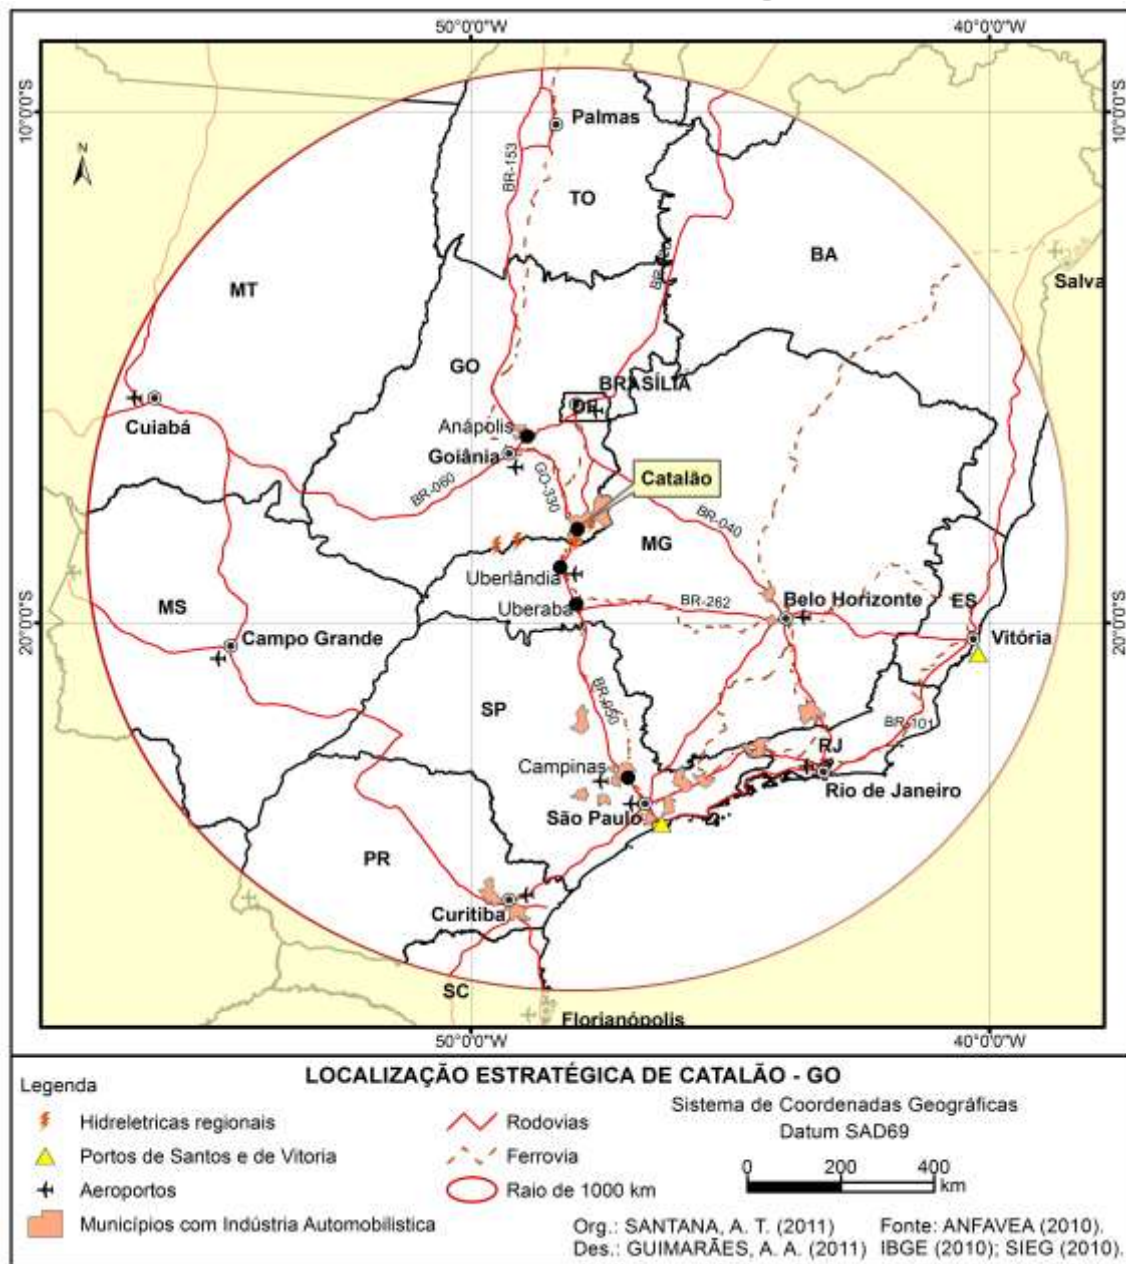 50°0'0"W
40°0'0"W
10°0'0"S
10°0'0"S
N
Palmas
BR-153
TO
BA
MT
Salva
GO
BRASÍLIA
DF
Anápolis
Cuiabá
Goiânia
Catalão
GO-330
BR-060
BR-040
MG
Uberlândia
MS
Uberaba
BR-262
Belo Horizonte
ES
20°0'0"S
20°0'0"S
Campo Grande
Vitória
SP
BR-050
BR-101
RJ
Campinas
Rio de Janeiro
São Paulo
PR
Curitiba
SC
Florianópolis
50°0'0"W
40°0'0"W
LOCALIZAÇÃO ESTRATÉGICA DE CATALÃO - GO
Legenda
Hidreletricas regionais
Portos de Santos e de Vitoria
Aeroportos
Municípios com Indústria Automobilistica
Rodovias
Ferrovia
Raio de 1000 km
Sistema de Coordenadas Geográficas
Datum SAD69
0 200 400
km
Org.: SANTANA, A. T. (2011) Fonte: ANFAVEA (2010).
Des.: GUIMARÃES, A. A. (2011) IBGE (2010); SIEG (2010).